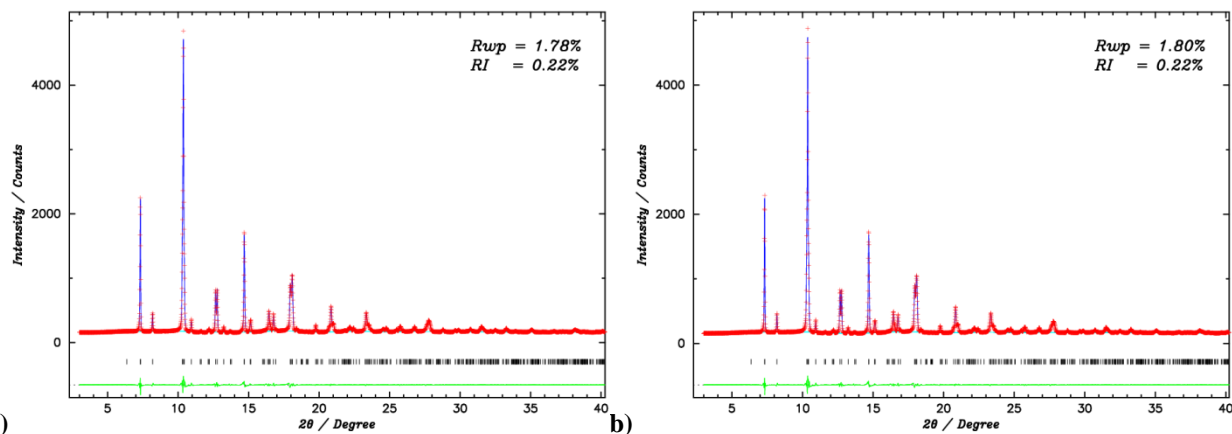 Rwp = 1.78%
RI = 0.22%
4000
2000
0
Intensity / Counts
5 10 15 20 25 30 35 40
2θ / Degree
)
Rwp = 1.80%
RI = 0.22%
4000
2000
0
Intensity / Counts
5 10 15 20 25 30 35 40
2θ / Degree
b)